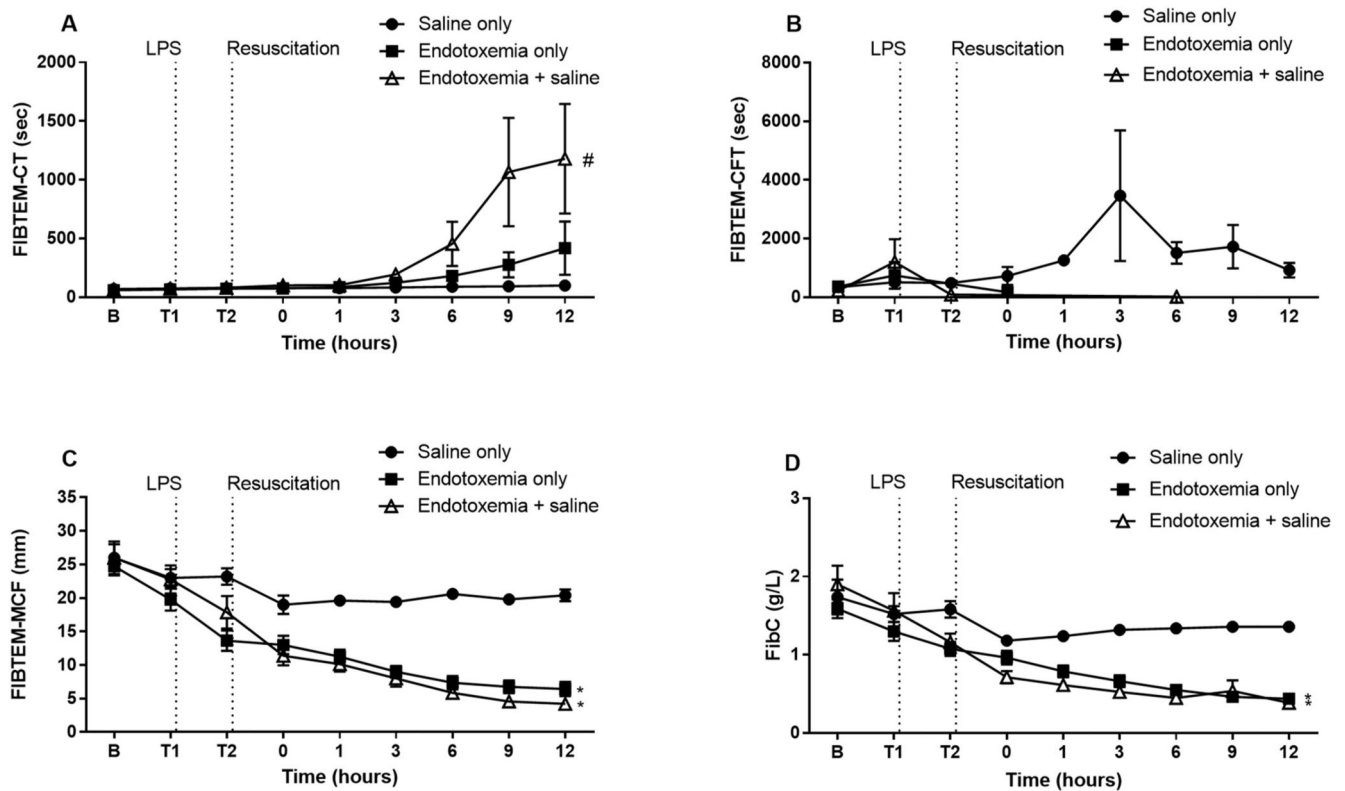 A
Saline only
Endotoxemia only
Endotoxemia + saline
LPS
Resuscitation
FIBTEM-CT (sec)
2000
1500
1000
500
0
#
B T1 T2 0 1 3 6 9 12
Time (hours)
B
Saline only
Endotoxemia only
Endotoxemia + saline
LPS
Resuscitation
FIBTEM-CFT (sec)
8000
6000
4000
2000
0
B T1 T2 0 1 3 6 9 12
Time (hours)
C
Saline only
Endotoxemia only
Endotoxemia + saline
LPS
Resuscitation
FIBTEM-MCF (mm)
35
30
25
20
15
10
5
0
*
*
B T1 T2 0 1 3 6 9 12
Time (hours)
D
Saline only
Endotoxemia only
Endotoxemia + saline
LPS
Resuscitation
FibC (g/L)
3
2
1
0
*
*
B T1 T2 0 1 3 6 9 12
Time (hours)